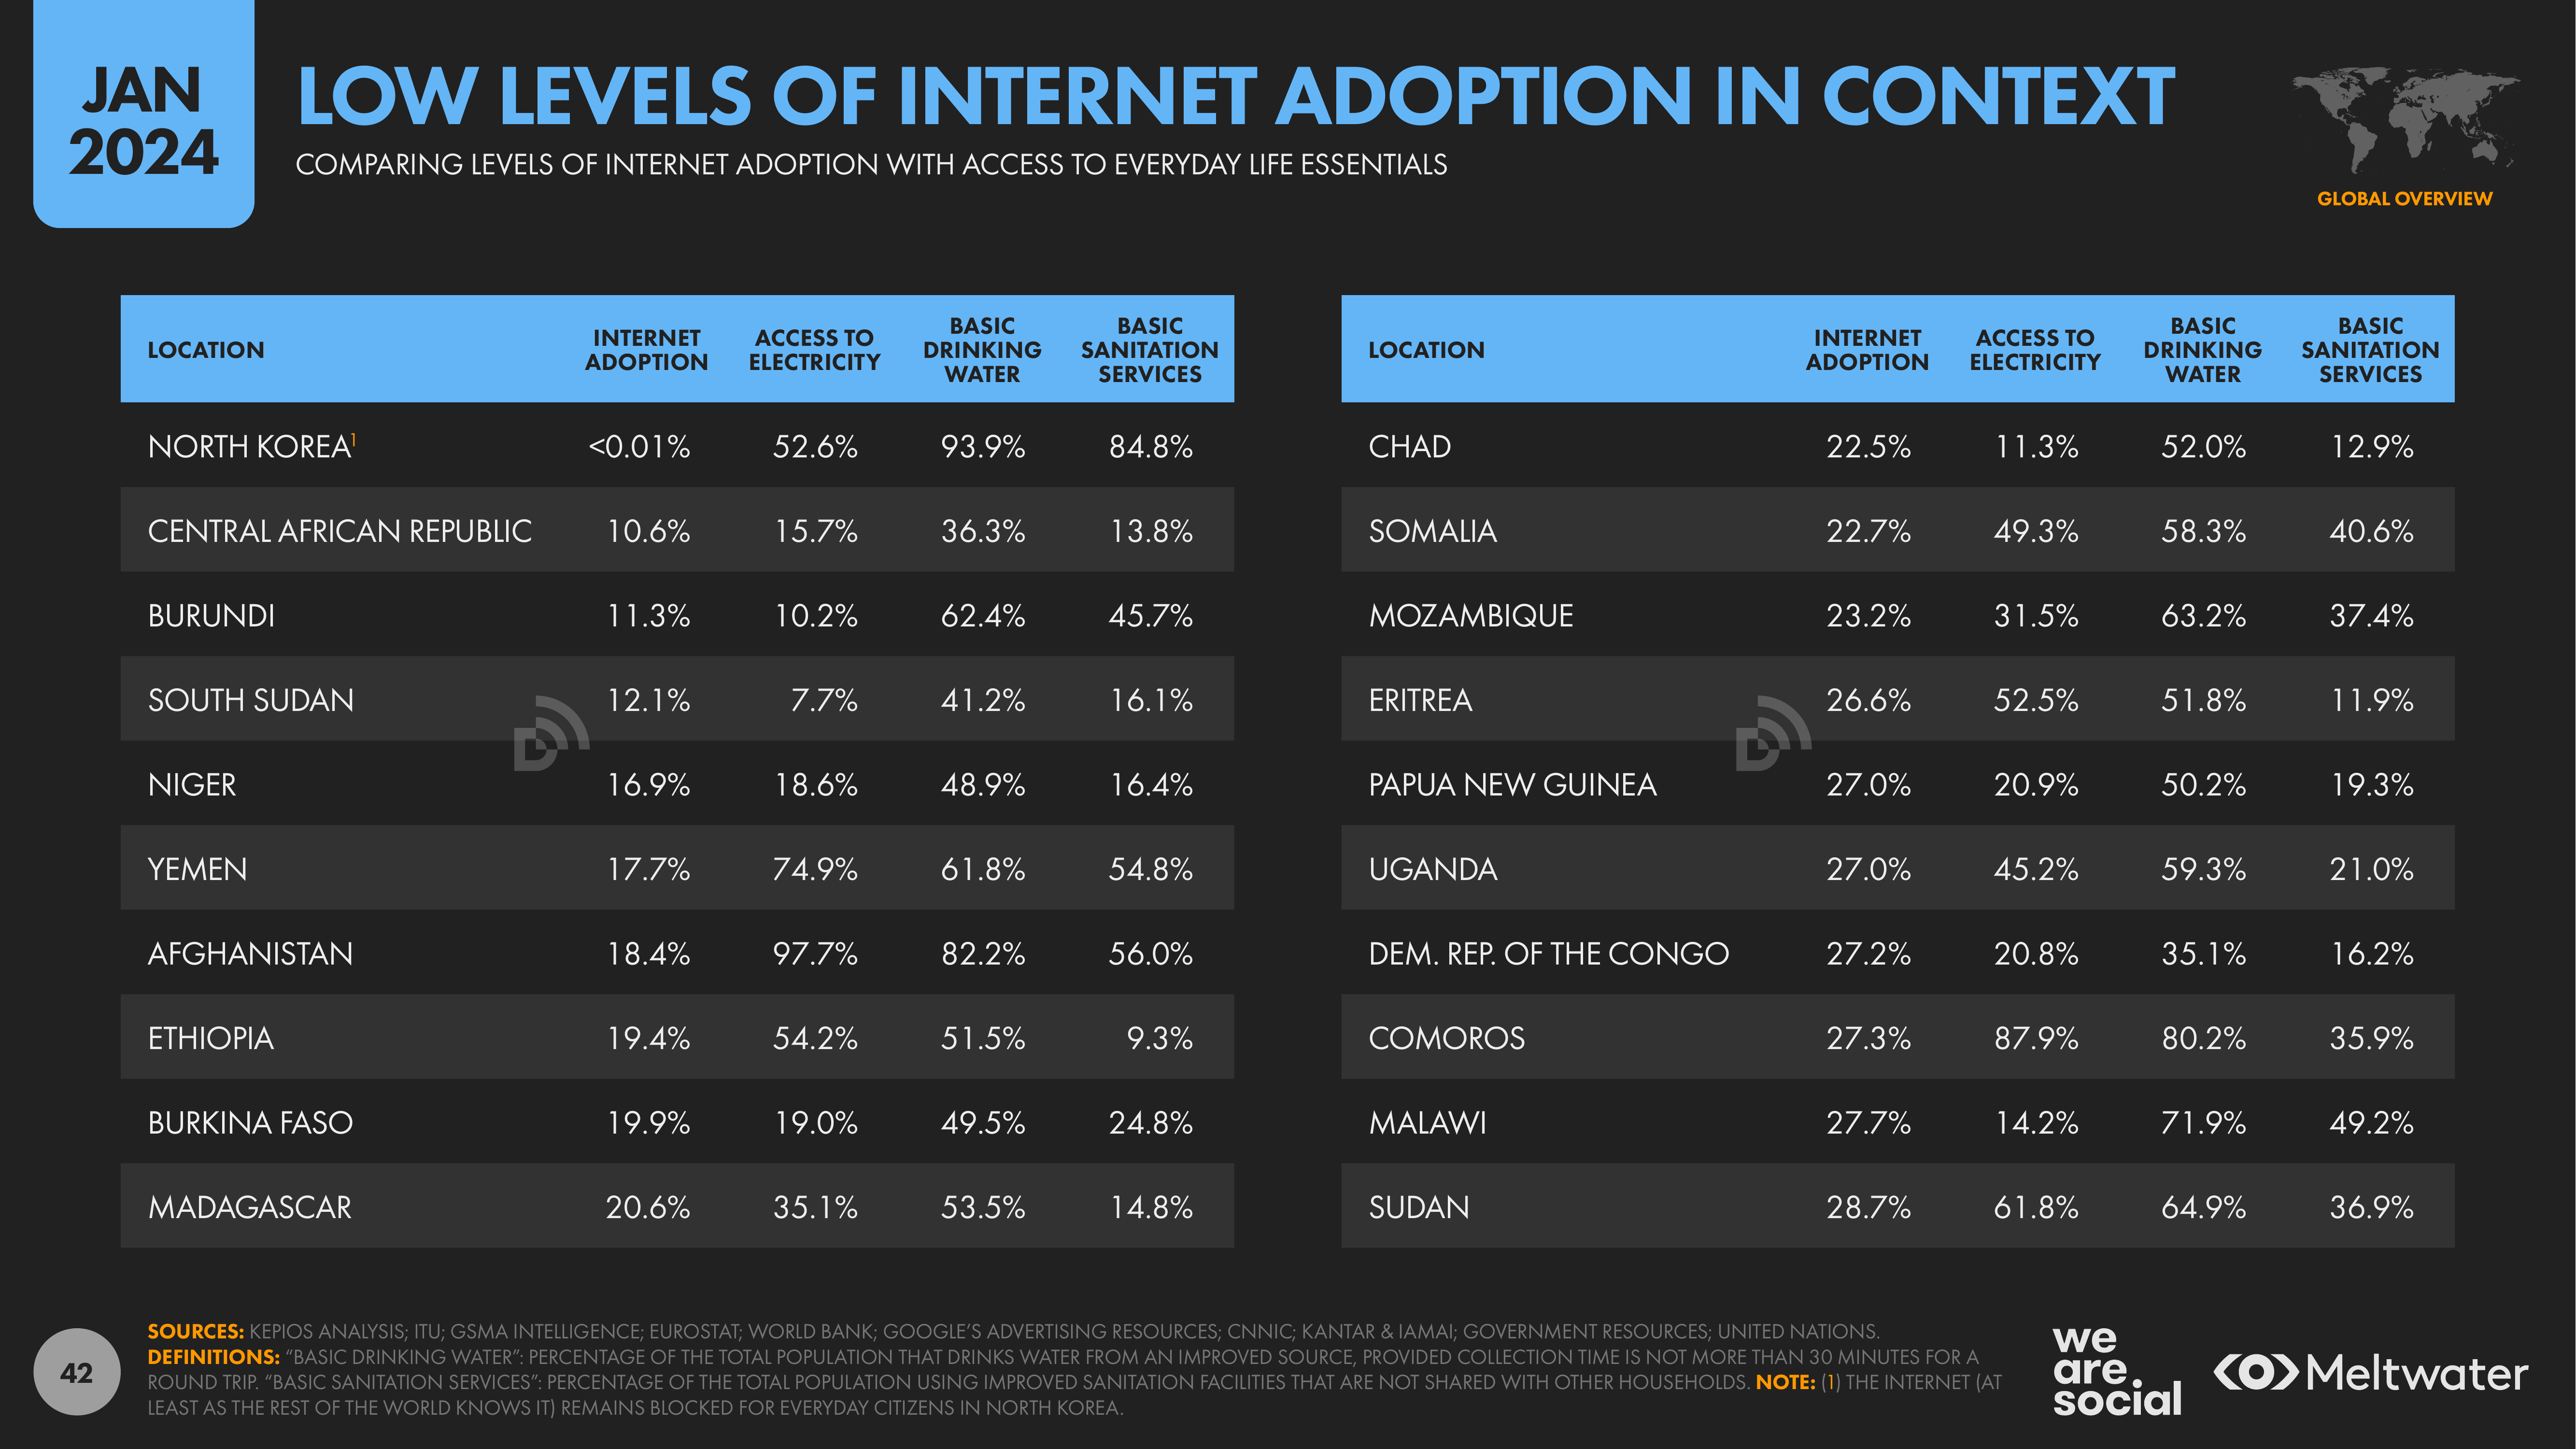 JAN
2024
LOW LEVELS OF INTERNET ADOPTION IN CONTEXT
COMPARING LEVELS OF INTERNET ADOPTION WITH ACCESS TO EVERYDAY LIFE ESSENTIALS
GLOBAL OVERVIEW
LOCATION INTERNET ADOPTION ACCESS TO ELECTRICITY BASIC DRINKING WATER BASIC SANITATION SERVICES
NORTH KOREA¹ <0.01% 52.6% 93.9% 84.8%
CENTRAL AFRICAN REPUBLIC 10.6% 15.7% 36.3% 13.8%
BURUNDI 11.3% 10.2% 62.4% 45.7%
SOUTH SUDAN 12.1% 7.7% 41.2% 16.1%
NIGER 16.9% 18.6% 48.9% 16.4%
YEMEN 17.7% 74.9% 61.8% 54.8%
AFGHANISTAN 18.4% 97.7% 82.2% 56.0%
ETHIOPIA 19.4% 54.2% 51.5% 9.3%
BURKINA FASO 19.9% 19.0% 49.5% 24.8%
MADAGASCAR 20.6% 35.1% 53.5% 14.8%
LOCATION INTERNET ADOPTION ACCESS TO ELECTRICITY BASIC DRINKING WATER BASIC SANITATION SERVICES
CHAD 22.5% 11.3% 52.0% 12.9%
SOMALIA 22.7% 49.3% 58.3% 40.6%
MOZAMBIQUE 23.2% 31.5% 63.2% 37.4%
ERITREA 26.6% 52.5% 51.8% 11.9%
PAPUA NEW GUINEA 27.0% 20.9% 50.2% 19.3%
UGANDA 27.0% 45.2% 59.3% 21.0%
DEM. REP. OF THE CONGO 27.2% 20.8% 35.1% 16.2%
COMOROS 27.3% 87.9% 80.2% 35.9%
MALAWI 27.7% 14.2% 71.9% 49.2%
SUDAN 28.7% 61.8% 64.9% 36.9%
42
SOURCES: KEPIOS ANALYSIS; ITU; GSMA INTELLIGENCE; EUROSTAT; WORLD BANK; GOOGLE’S ADVERTISING RESOURCES; CNNIC; KANTAR & IAMAI; GOVERNMENT RESOURCES; UNITED NATIONS.
DEFINITIONS: “BASIC DRINKING WATER”: PERCENTAGE OF THE TOTAL POPULATION THAT DRINKS WATER FROM AN IMPROVED SOURCE, PROVIDED COLLECTION TIME IS NOT MORE THAN 30 MINUTES FOR A
ROUND TRIP. “BASIC SANITATION SERVICES”: PERCENTAGE OF THE TOTAL POPULATION USING IMPROVED SANITATION FACILITIES THAT ARE NOT SHARED WITH OTHER HOUSEHOLDS. NOTE: (1) THE INTERNET (AT
LEAST AS THE REST OF THE WORLD KNOWS IT) REMAINS BLOCKED FOR EVERYDAY CITIZENS IN NORTH KOREA.
we
are.
social
Meltwater